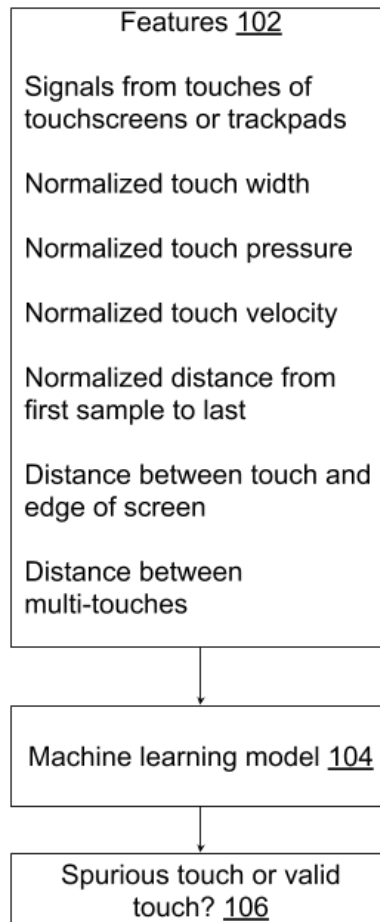 Features 102
Signals from touches of
touchscreens or trackpads
Normalized touch width
Normalized touch pressure
Normalized touch velocity
Normalized distance from
first sample to last
Distance between touch and
edge of screen
Distance between
multi-touches
Machine learning model 104
Spurious touch or valid
touch? 106